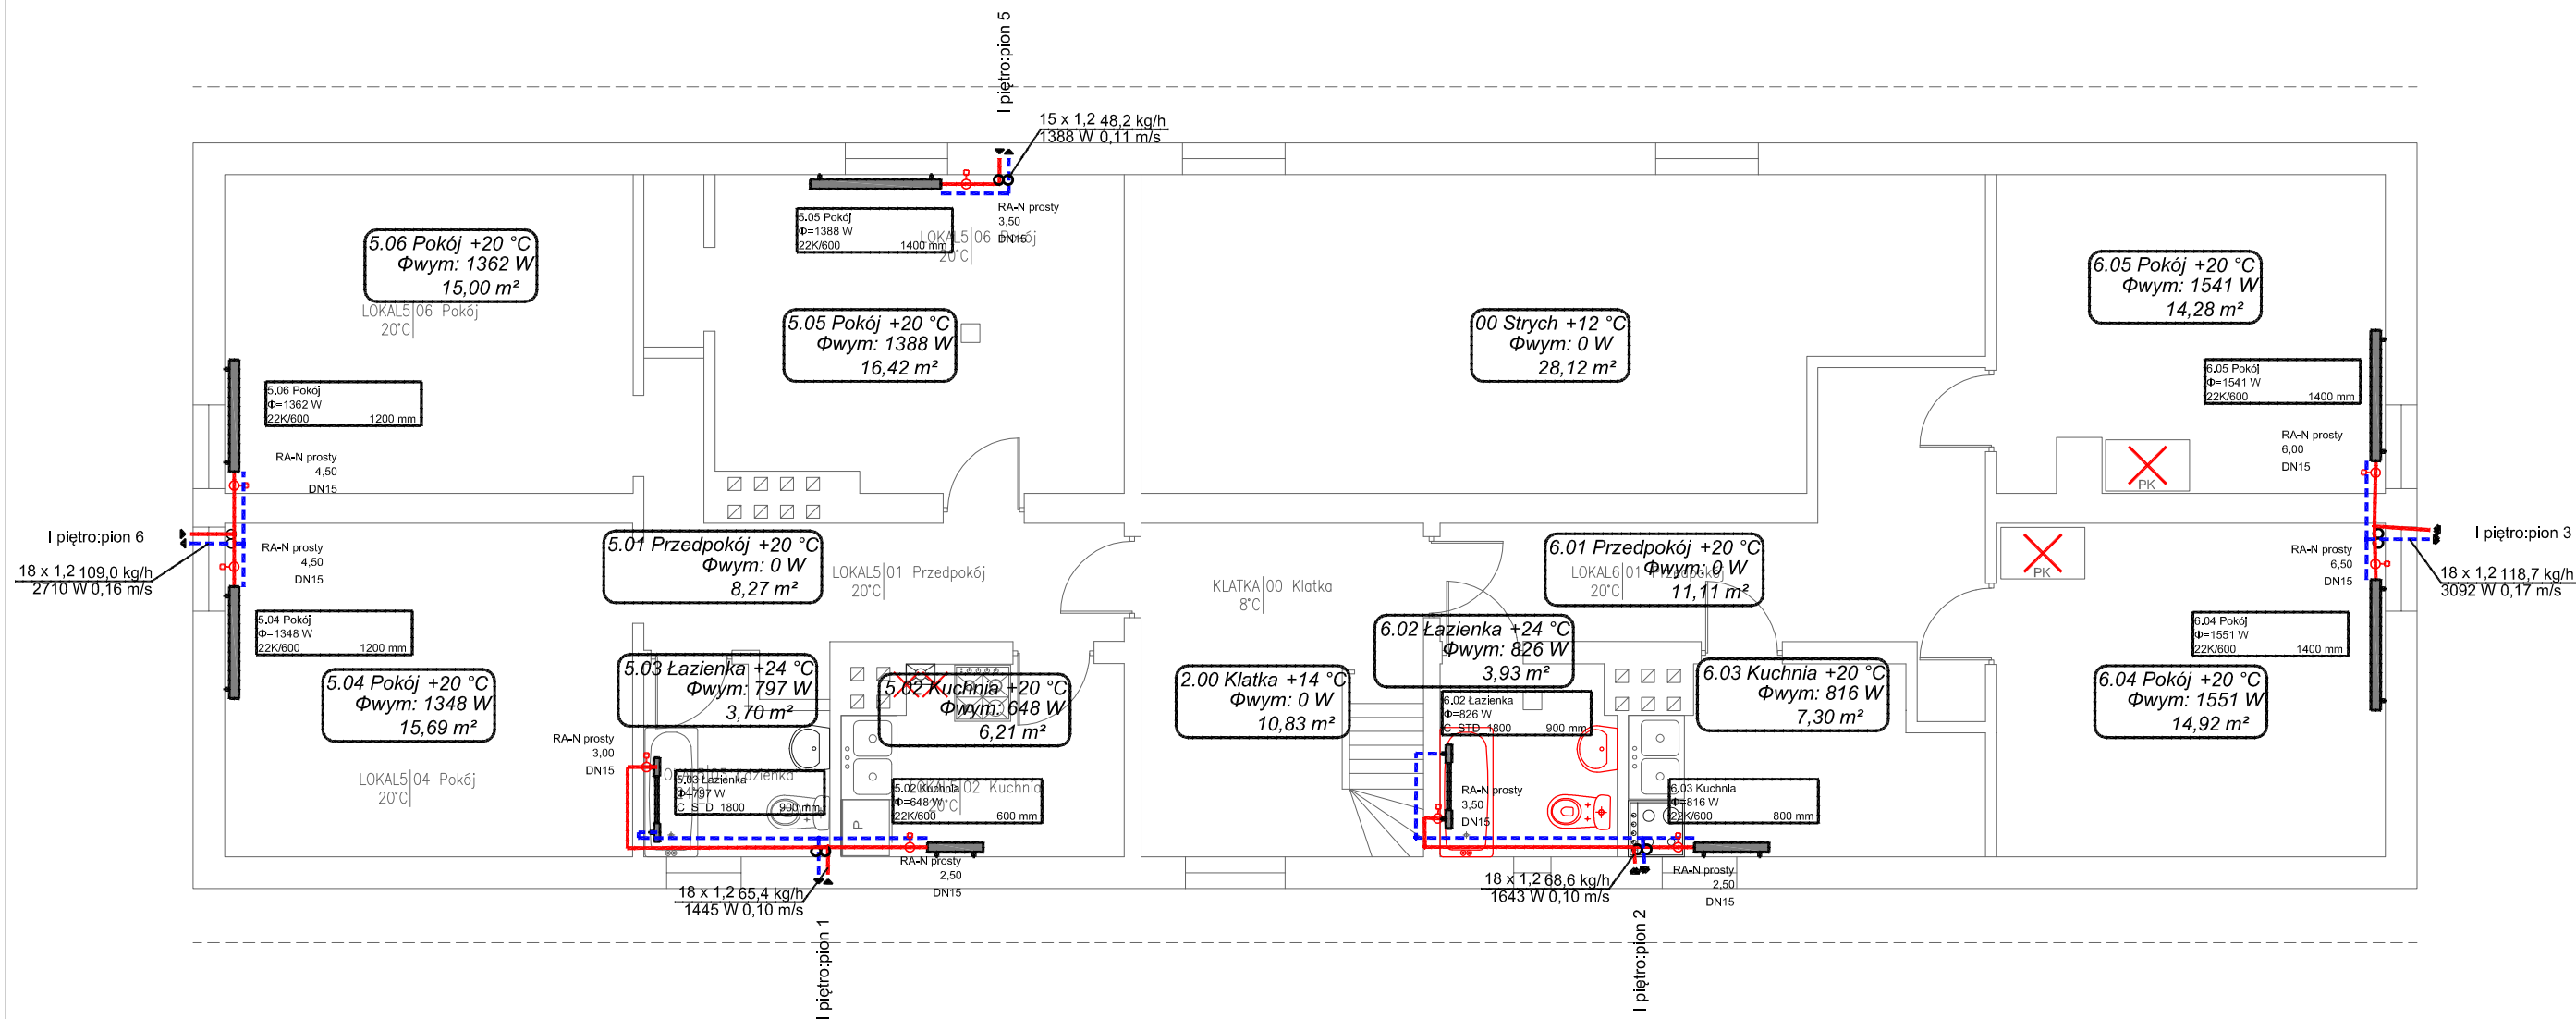 I piętro:pion 5
15 x 1,2 48,2 kg/h
1388 W 0,11 m/s
RA-N prosty
3,50
DN15
5.05 Pokój
Φ=1388 W
22K/600 1400 mm
LOKAL5|06 Pokój
20°C
5.06 Pokój +20 °C
Φwym: 1362 W
15,00 m²
LOKAL5|06 Pokój
20°C
5.05 Pokój +20 °C
Φwym: 1388 W
16,42 m²
00 Strych +12 °C
Φwym: 0 W
28,12 m²
6.05 Pokój +20 °C
Φwym: 1541 W
14,28 m²
5.06 Pokój
Φ=1362 W
22K/600 1200 mm
6.05 Pokój
Φ=1541 W
22K/600 1400 mm
RA-N prosty
4,50
DN15
RA-N prosty
6,00
DN15
PK
I piętro:pion 6
18 x 1,2 109,0 kg/h
2710 W 0,16 m/s
RA-N prosty
4,50
DN15
5.01 Przedpokój +20 °C
Φwym: 0 W
8,27 m²
LOKAL5|01 Przedpokój
20°C
KLATKA|00 Klatka
8°C
6.01 Przedpokój +20 °C
Φwym: 0 W
11,11 m²
LOKAL6|01 Przedpokój
20°C
PK
RA-N prosty
6,50
DN15
I piętro:pion 3
18 x 1,2 118,7 kg/h
3092 W 0,17 m/s
5.04 Pokój
Φ=1348 W
22K/600 1200 mm
5.04 Pokój +20 °C
Φwym: 1348 W
15,69 m²
LOKAL5|04 Pokój
20°C
5.03 Łazienka +24 °C
Φwym: 797 W
3,70 m²
5.02 Kuchnia +20 °C
Φwym: 648 W
6,21 m²
2.00 Klatka +14 °C
Φwym: 0 W
10,83 m²
6.02 Łazienka +24 °C
Φwym: 826 W
3,93 m²
6.03 Kuchnia +20 °C
Φwym: 816 W
7,30 m²
6.04 Pokój
Φ=1551 W
22K/600 1400 mm
6.04 Pokój +20 °C
Φwym: 1551 W
14,92 m²
6.02 Łazienka
Φ=826 W
C STD 1800 900 mm
RA-N prosty
3,00
DN15
5.03 Łazienka
Φ=797 W
C STD 1800 900 mm
Łazienka
P
5.02 Kuchnia
Φ=648 W
22K/600 600 mm
02 Kuchnia
20°C
RA-N prosty
3,50
DN15
6.03 Kuchnia
Φ=816 W
22K/600 800 mm
RA-N prosty
2,50
DN15
RA-N prosty
2,50
DN15
18 x 1,2 65,4 kg/h
1445 W 0,10 m/s
I piętro:pion 1
18 x 1,2 68,6 kg/h
1643 W 0,10 m/s
I piętro:pion 2